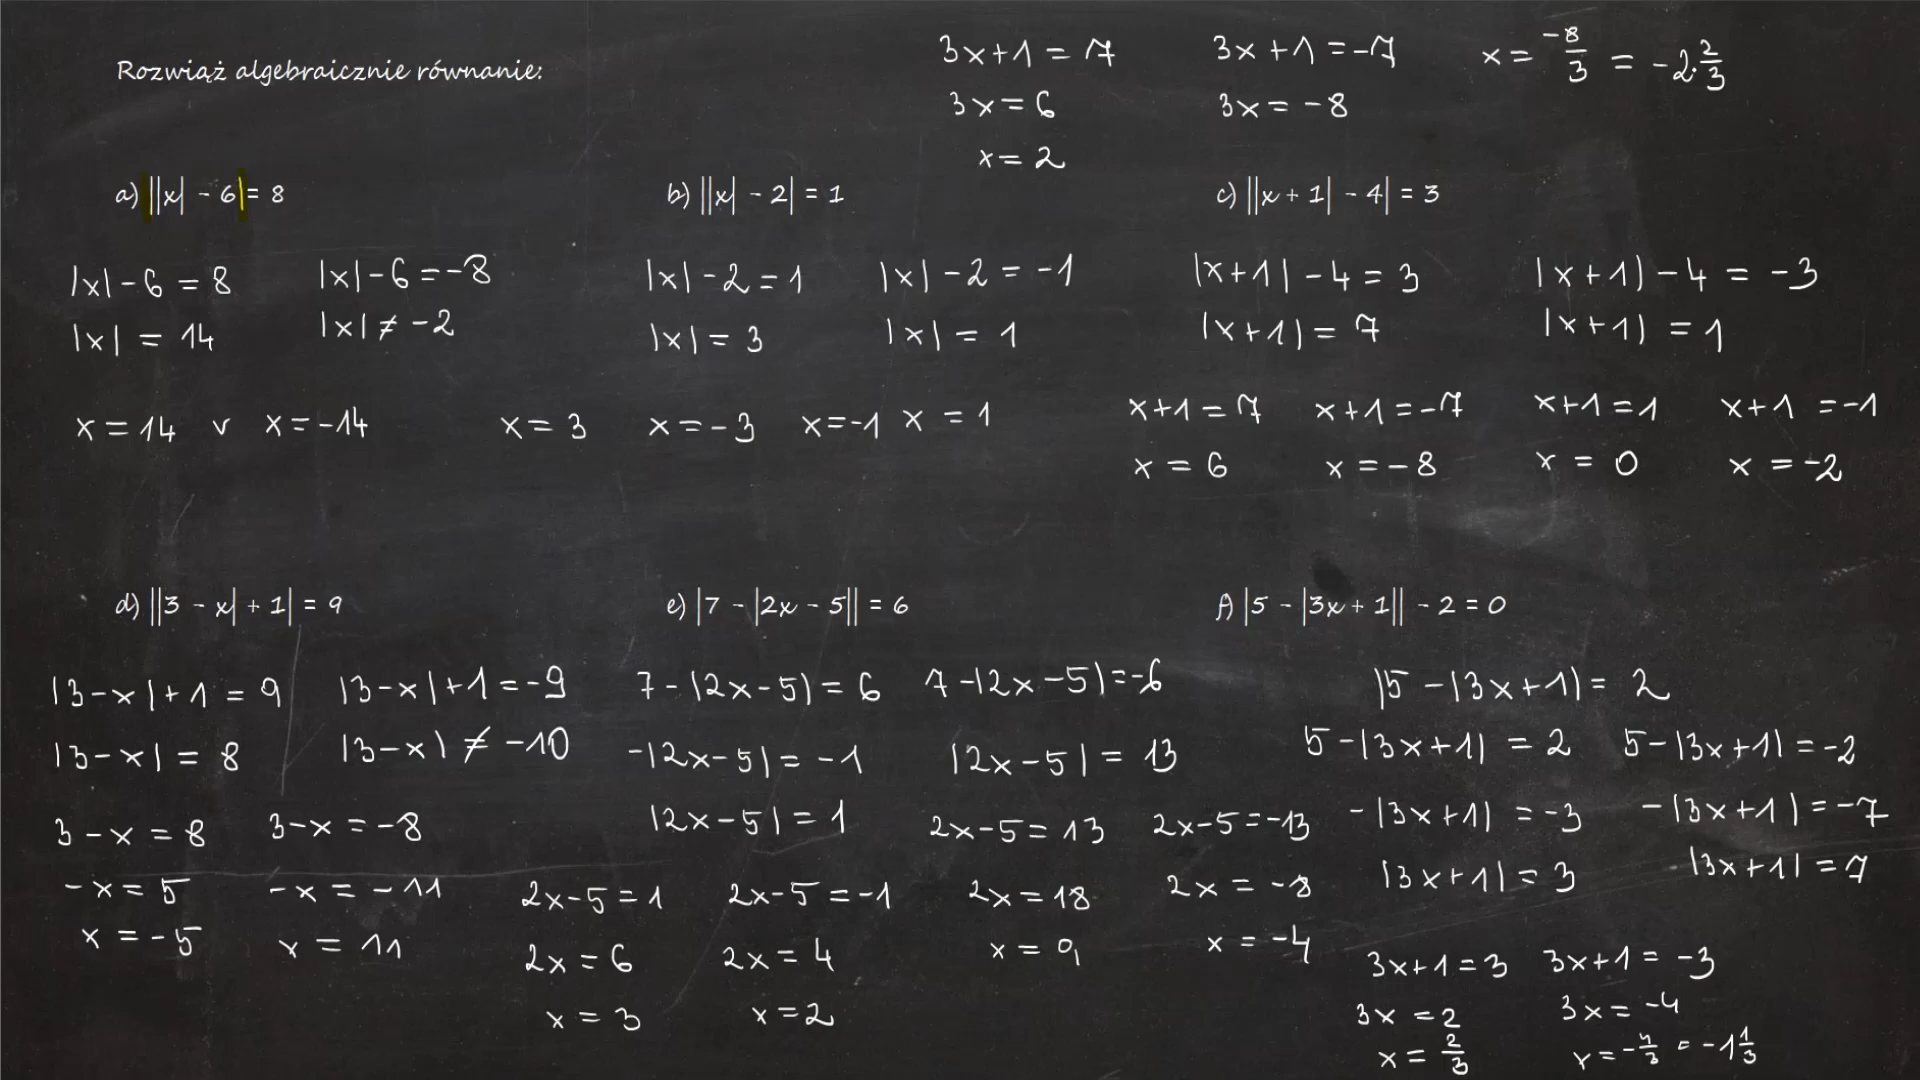 Rozwiąż algebraicznie równanie:
3x+1 = 7
3x = 6
x = 2
3x+1 = -7
3x = -8
x = -8/3 = -2·2/3
a) ||x| - 6| = 8
|x| - 6 = 8
|x| = 14
|x| - 6 = -8
|x| ≠ -2
x = 14 v x = -14
b) ||x| - 2| = 1
|x| - 2 = 1
|x| = 3
|x| - 2 = -1
|x| = 1
x = 3 x = -3 x = -1 x = 1
c) ||x + 1| - 4| = 3
|x+1| - 4 = 3
|x+1| = 7
|x+1| - 4 = -3
|x+1| = 1
x+1 = 7
x = 6
x+1 = -7
x = -8
x+1 = 1
x = 0
x+1 = -1
x = -2
d) ||3 - x| + 1| = 9
|3-x|+1 = 9
|3-x| = 8
|3-x|+1 = -9
|3-x| ≠ -10
3-x = 8
-x = 5
x = -5
3-x = -8
-x = -11
x = 11
e) |7 - |2x - 5|| = 6
7-|2x-5| = 6
-|2x-5| = -1
|2x-5| = 1
7-|2x-5| = -6
|2x-5| = 13
2x-5 = 1
2x = 6
x = 3
2x-5 = -1
2x = 4
x = 2
2x-5 = 13
2x = 18
x = 9
2x-5 = -13
2x = -8
x = -4
f) |5 - |3x + 1|| - 2 = 0
|5-|3x+1| = 2
5-|3x+1| = 2
-|3x+1| = -3
|3x+1| = 3
5-|3x+1| = -2
-|3x+1| = -7
|3x+1| = 7
3x+1 = 3
3x = 2
x = 2/3
3x+1 = -3
3x = -4
x = -4/3 = -1 1/3